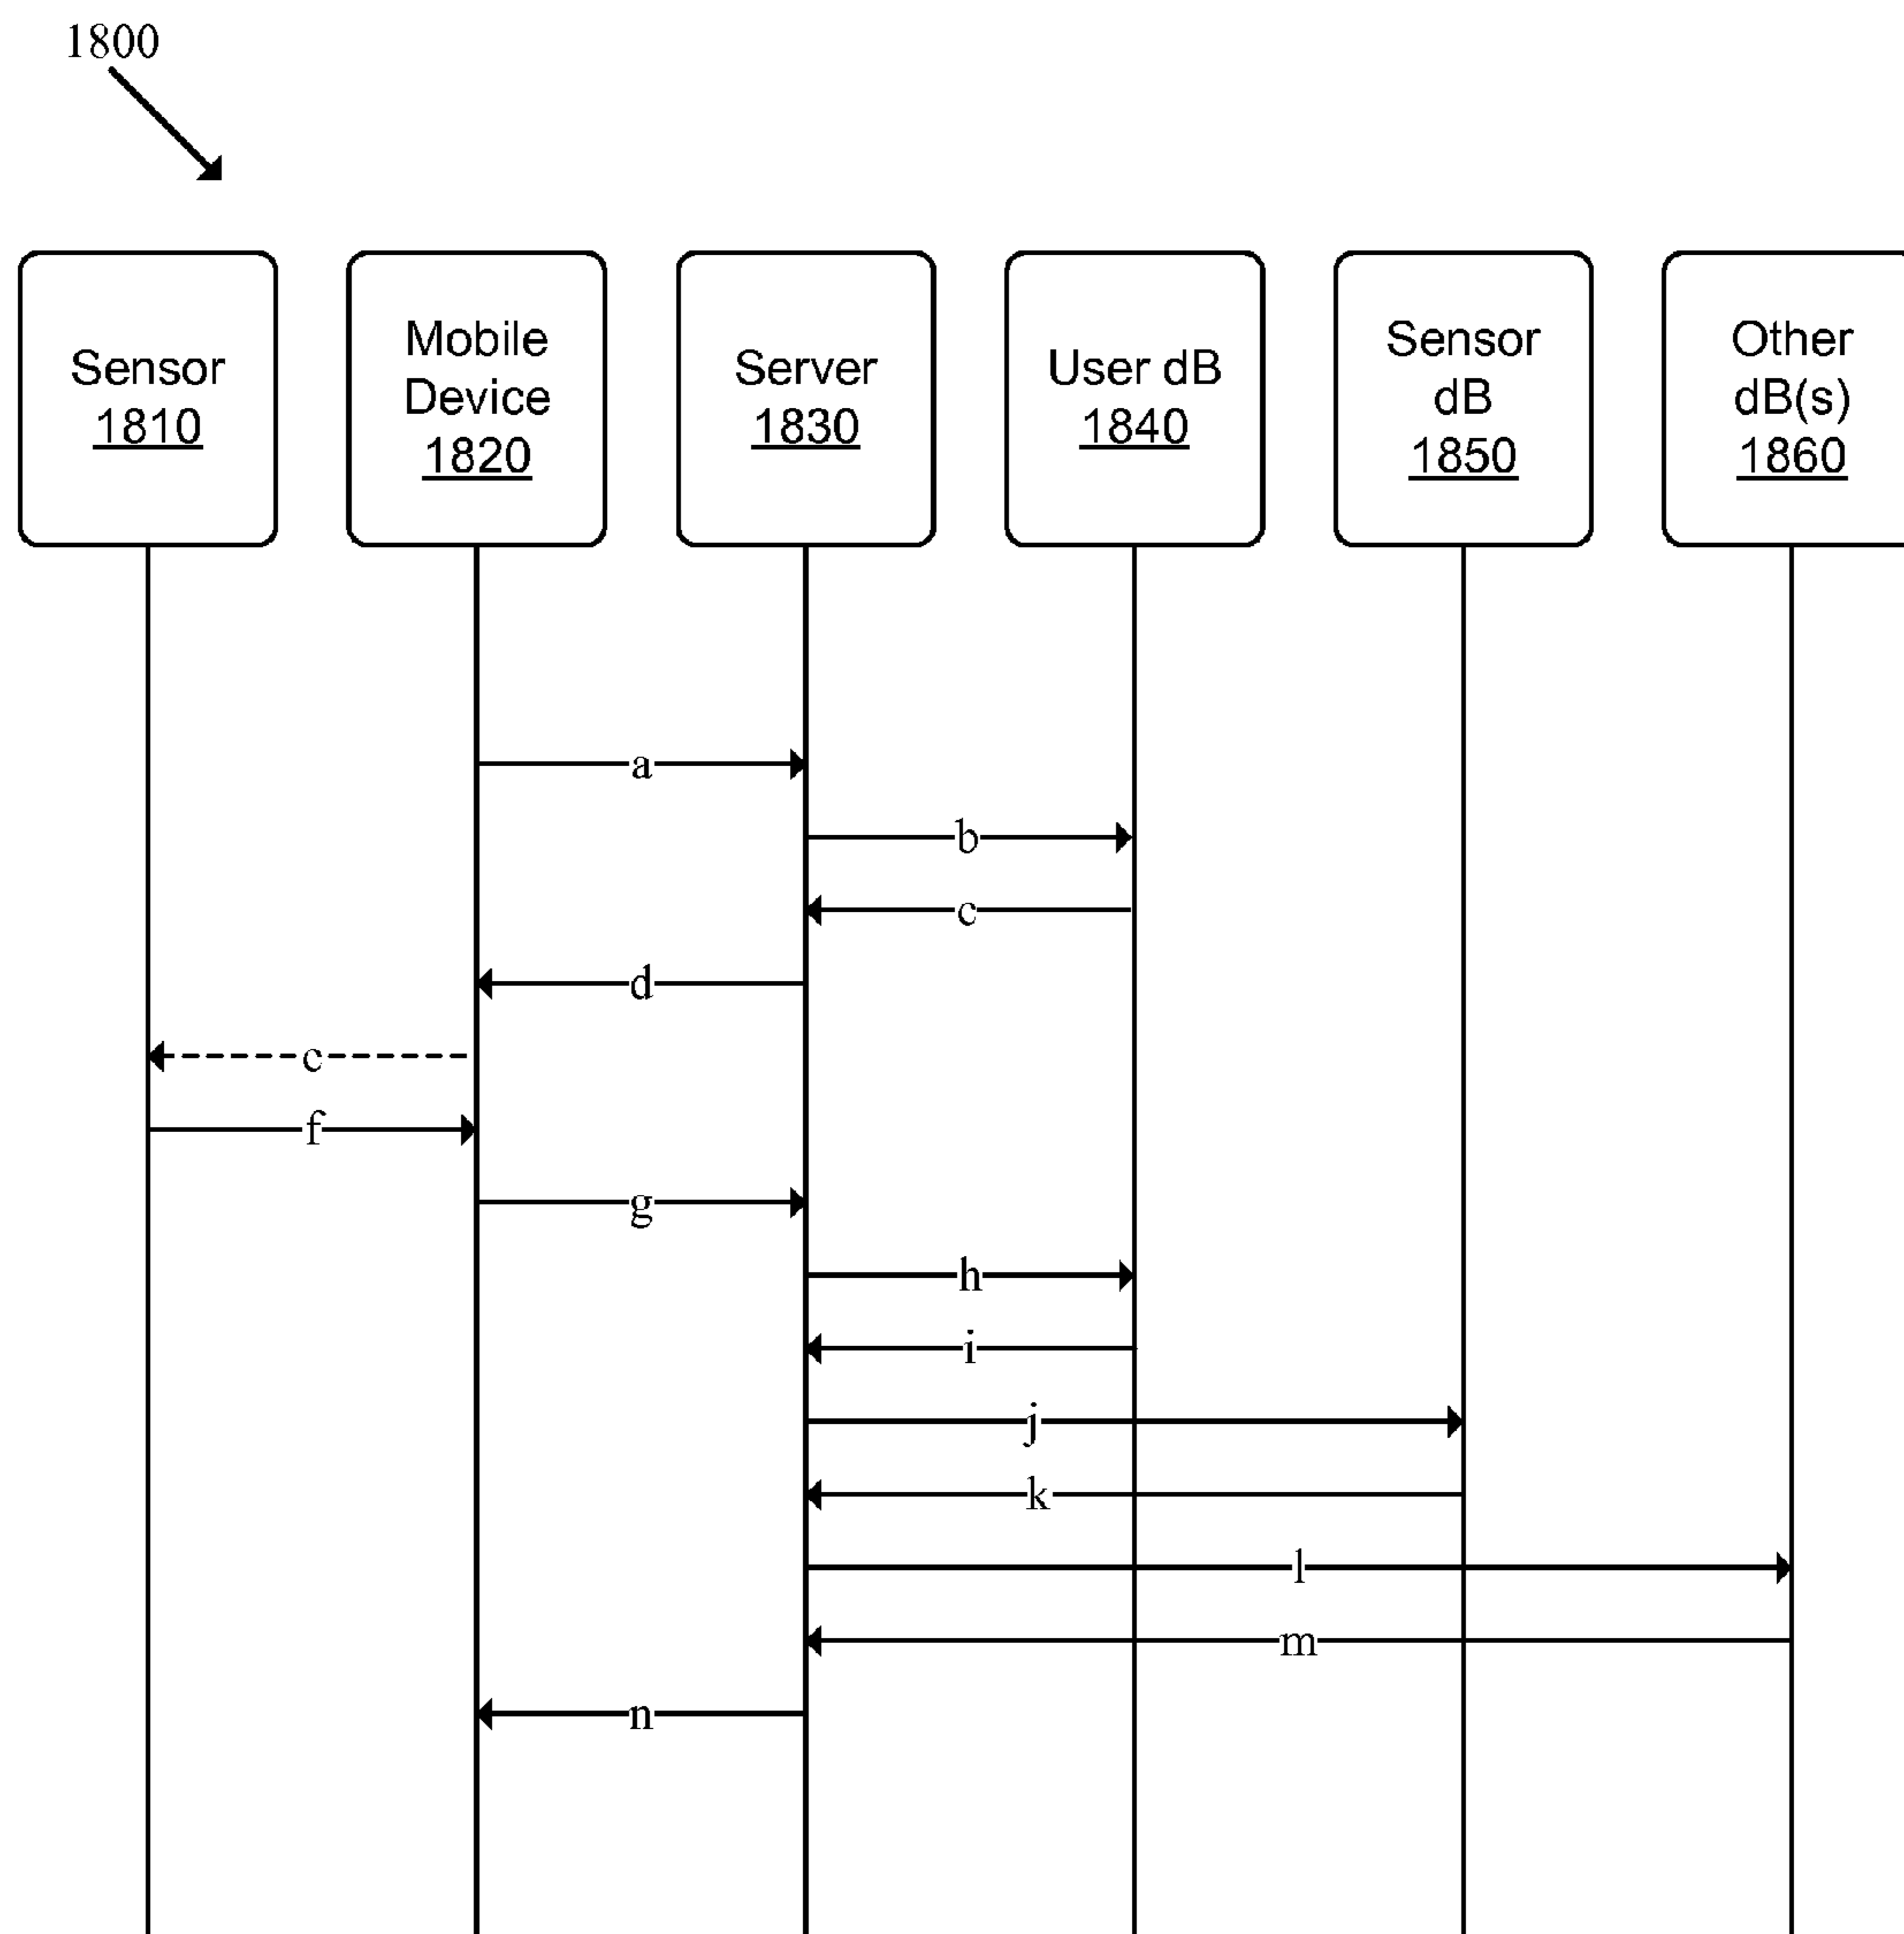 1800
Sensor
1810
Mobile
Device
1820
Server
1830
User dB
1840
Sensor
dB
1850
Other
dB(s)
1860
a
b
c
d
c
f
g
h
i
j
k
l
m
n